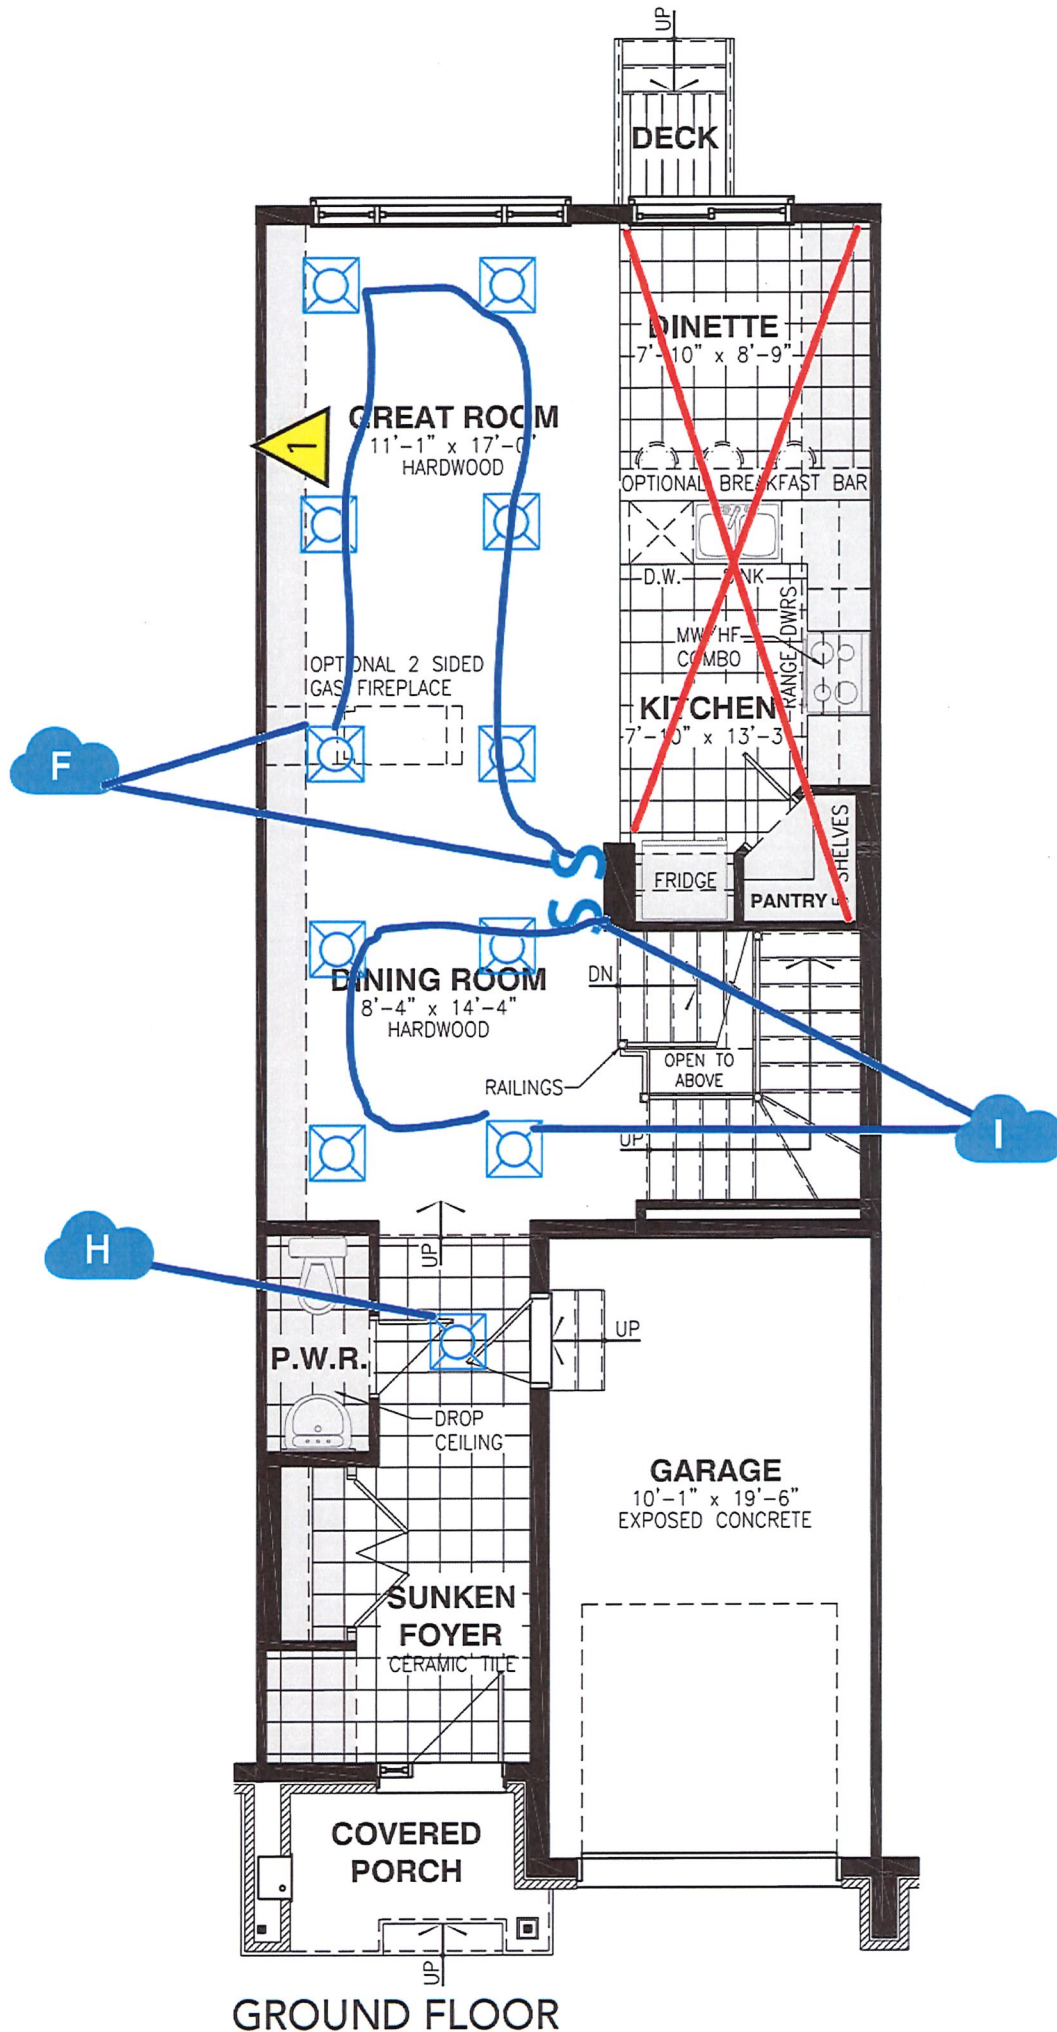 UP
DECK
DINETTE
7'-10" x 8'-9"
GREAT ROOM
11'-1" x 17'-0"
HARDWOOD
1
OPTIONAL BREAKFAST BAR
D.W.
SINK
RANGE
DWRS
MW/HF
COMBO
OPTIONAL 2 SIDED
GAS FIREPLACE
KITCHEN
7'-10" x 13'-3"
F
S
S
FRIDGE
PANTRY
SHELVES
DINING ROOM
8'-4" x 14'-4"
HARDWOOD
DN
OPEN TO
ABOVE
RAILINGS
UP
I
H
UP
UP
P.W.R.
DROP
CEILING
GARAGE
10'-1" x 19'-6"
EXPOSED CONCRETE
SUNKEN
FOYER
CERAMIC TILE
COVERED
PORCH
UP
GROUND FLOOR